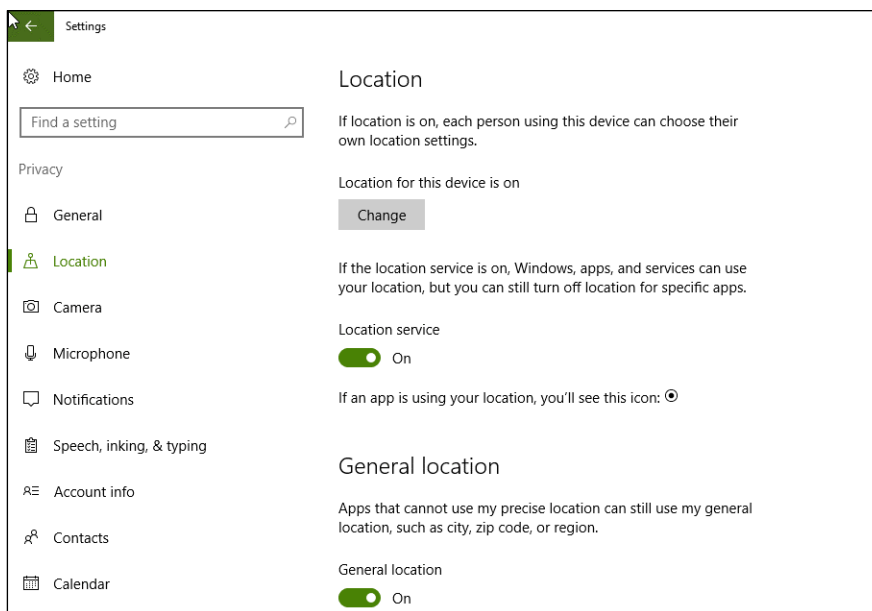 Settings
Home
Find a setting
Privacy
General
Location
Camera
Microphone
Notifications
Speech, inking, & typing
Account info
Contacts
Calendar
Location
If location is on, each person using this device can choose their
own location settings.
Location for this device is on
Change
If the location service is on, Windows, apps, and services can use
your location, but you can still turn off location for specific apps.
Location service
On
If an app is using your location, you'll see this icon:
General location
Apps that cannot use my precise location can still use my general
location, such as city, zip code, or region.
General location
On